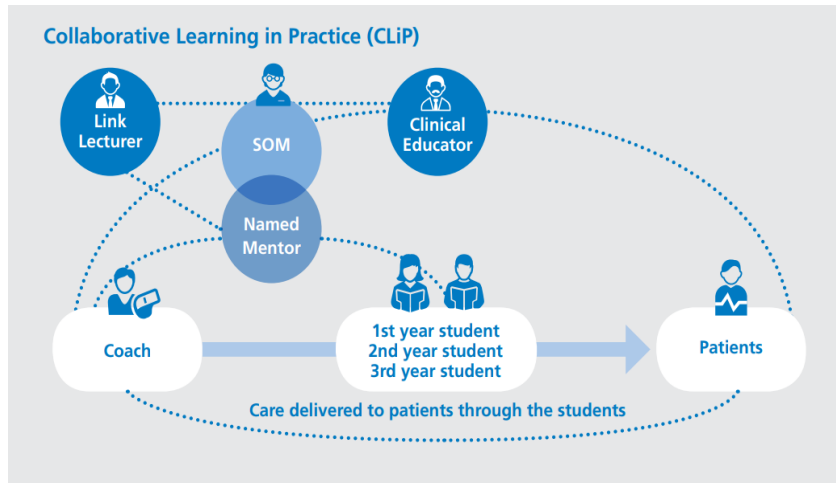 Collaborative Learning in Practice (CLiP)
Link
Lecturer
SOM
Clinical
Educator
Named
Mentor
Coach
1st year student
2nd year student
3rd year student
Patients
Care delivered to patients through the students